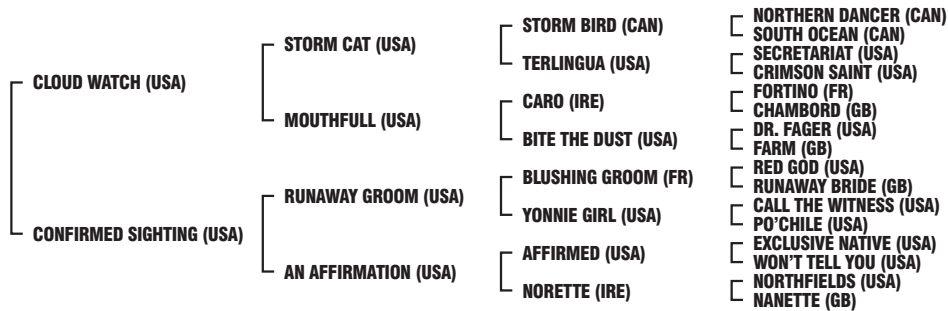 CLOUD WATCH (USA)
CONFIRMED SIGHTING (USA)
STORM CAT (USA)
MOUTHFULL (USA)
RUNAWAY GROOM (USA)
AN AFFIRMATION (USA)
STORM BIRD (CAN)
TERLINGUA (USA)
CARO (IRE)
BITE THE DUST (USA)
BLUSHING GROOM (FR)
YONNIE GIRL (USA)
AFFIRMED (USA)
NORETTE (IRE)
NORTHERN DANCER (CAN)
SOUTH OCEAN (CAN)
SECRETARIAT (USA)
CRIMSON SAINT (USA)
FORTINO (FR)
CHAMBORD (GB)
DR. FAGER (USA)
FARM (GB)
RED GOD (USA)
RUNAWAY BRIDE (GB)
CALL THE WITNESS (USA)
PO'CHILE (USA)
EXCLUSIVE NATIVE (USA)
WON'T TELL YOU (USA)
NORTHFIELDS (USA)
NANETTE (GB)